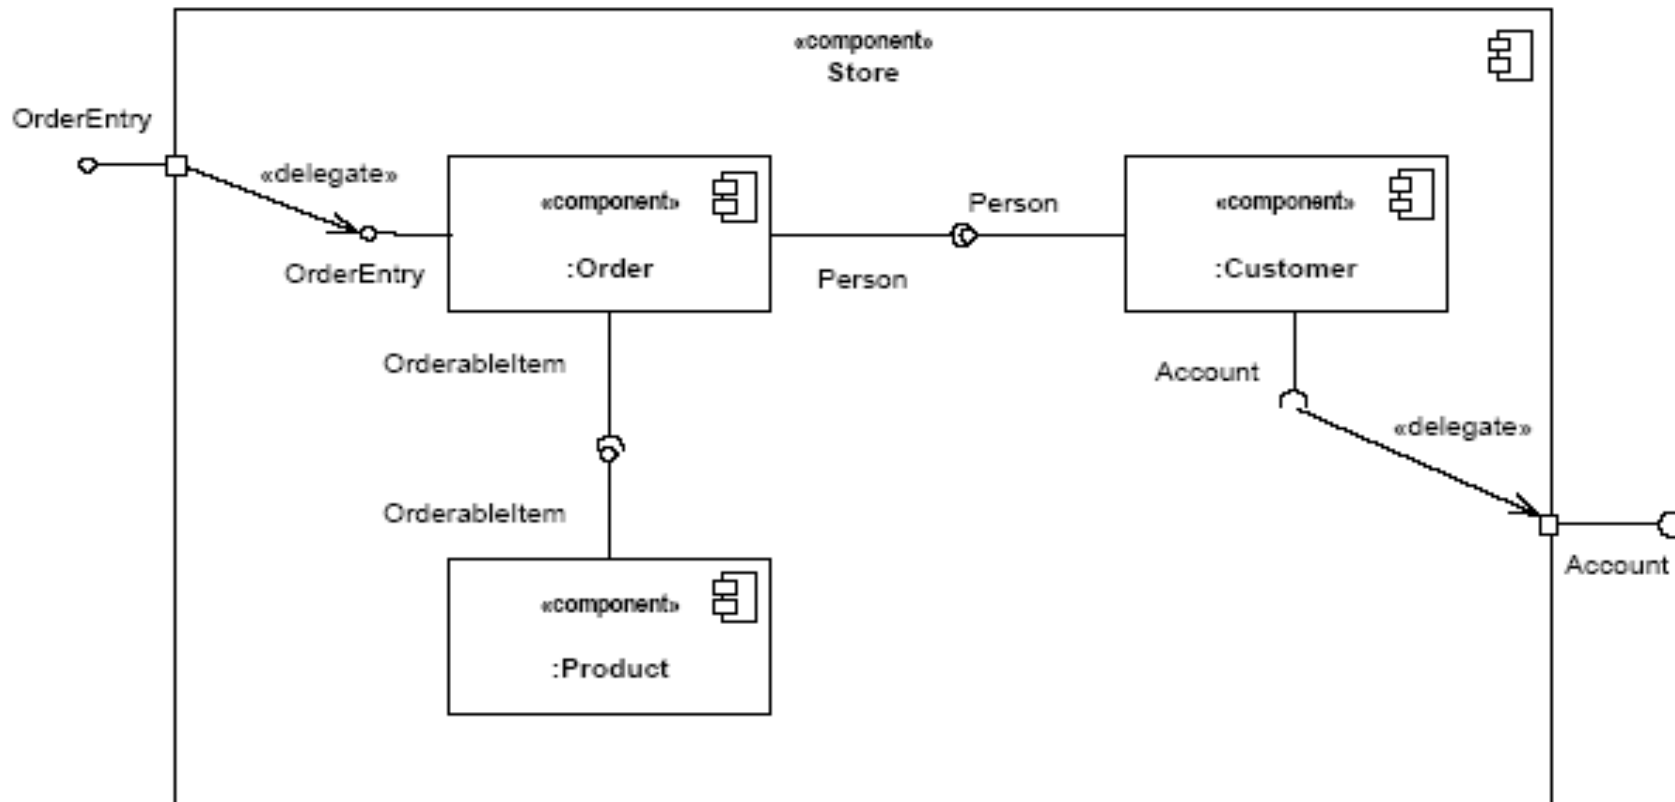 «component»
Store
OrderEntry
«delegate»
OrderEntry
«component»
:Order
Person
Person
«component»
:Customer
OrderableItem
OrderableItem
Account
«delegate»
Account
«component»
:Product